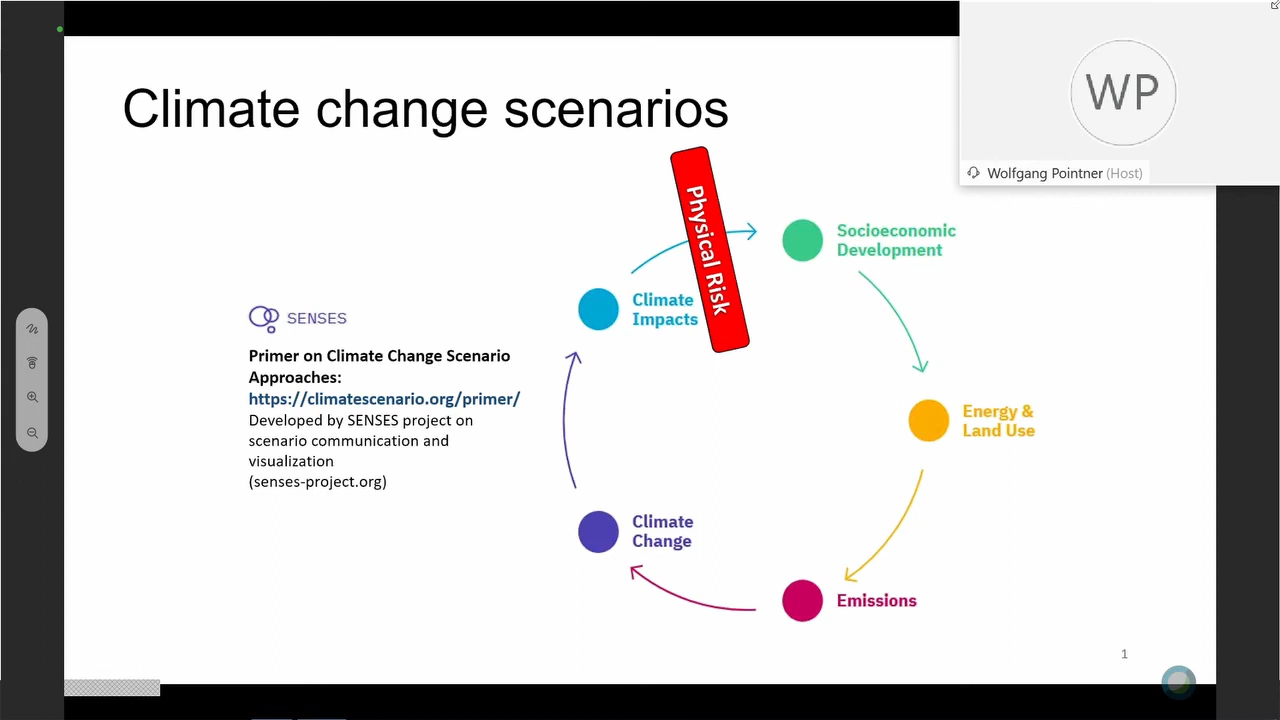 WP
Wolfgang Pointner (Host)
Climate change scenarios
Physical Risk
Socioeconomic
Development
Climate
Impacts
SENSES
Primer on Climate Change Scenario
Approaches:
https://climatescenario.org/primer/
Developed by SENSES project on
scenario communication and
visualization
(senses-project.org)
Energy &
Land Use
Climate
Change
Emissions
1